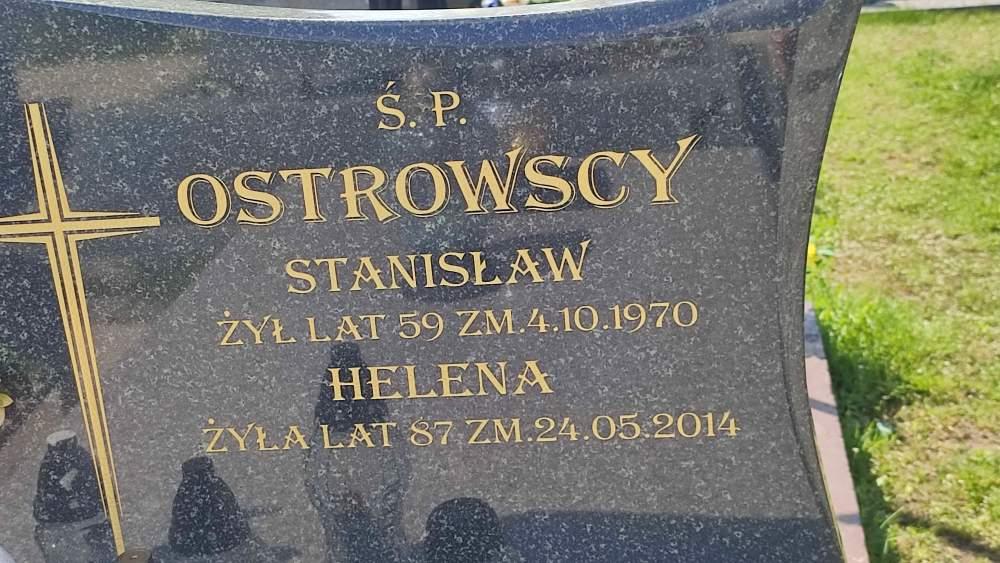 Ś. P.
OSTROWSCY
STANISŁAW
ŻYŁ LAT 59 ZM.4.10.1970
HELENA
ŻYŁA LAT 87 ZM.24.05.2014